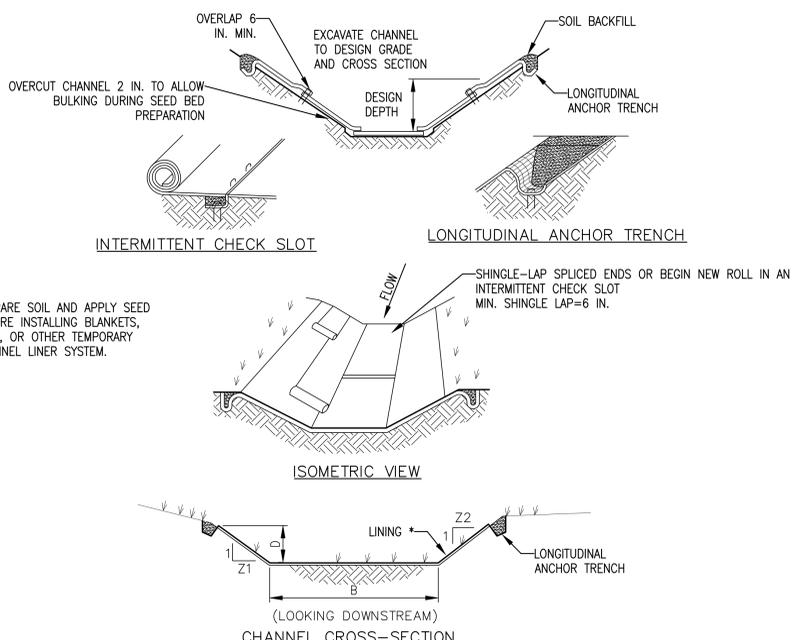 OVERLAP 6
IN. MIN.
EXCAVATE CHANNEL
TO DESIGN GRADE
AND CROSS SECTION
SOIL BACKFILL
OVERCUT CHANNEL 2 IN. TO ALLOW
BULKING DURING SEED BED
PREPARATION
DESIGN
DEPTH
LONGITUDINAL
ANCHOR TRENCH
INTERMITTENT CHECK SLOT
LONGITUDINAL ANCHOR TRENCH
FLOW
SHINGLE-LAP SPLICED ENDS OR BEGIN NEW ROLL IN AN
INTERMITTENT CHECK SLOT
MIN. SHINGLE LAP=6 IN.
SOIL AND APPLY SEED
INSTALLING BLANKETS,
OR OTHER TEMPORARY
LINER SYSTEM.
ISOMETRIC VIEW
1
Z1
D
LINING *
1
Z2
LONGITUDINAL
ANCHOR TRENCH
B
(LOOKING DOWNSTREAM)
CHANNEL CROSS-SECTION